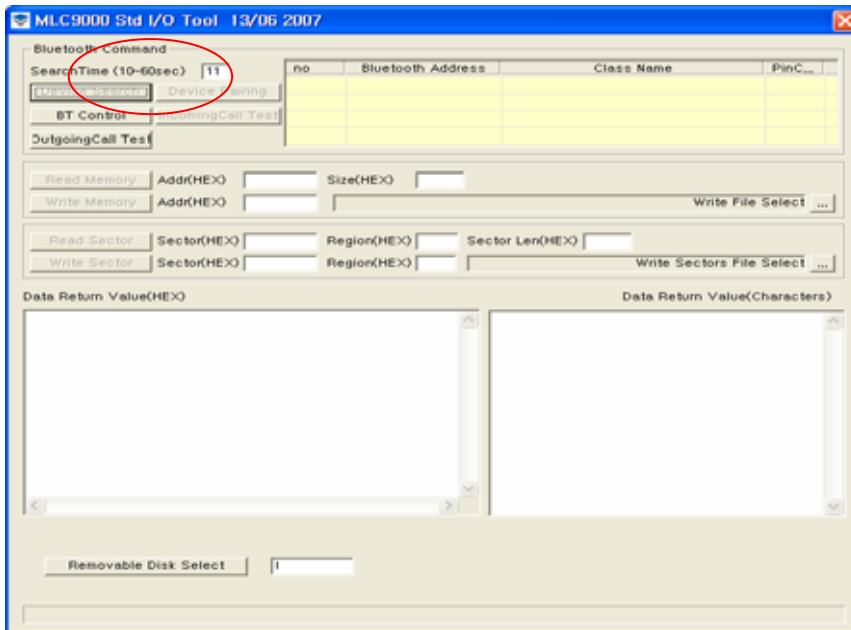 MLC9000 Std I/O Tool 13/06 2007
Bluetooth Command
SearchTime (10~60sec) 11
no Bluetooth Address Class Name PinC...
Device Search Device Pairing
BT Control IncomingCall Test
OutgoingCall Test
Read Memory Addr(HEX) Size(HEX)
Write Memory Addr(HEX) Write File Select ...
Read Sector Sector(HEX) Region(HEX) Sector Len(HEX)
Write Sector Sector(HEX) Region(HEX) Write Sectors File Select ...
Data Return Value(HEX) Data Return Value(Characters)
Removable Disk Select I